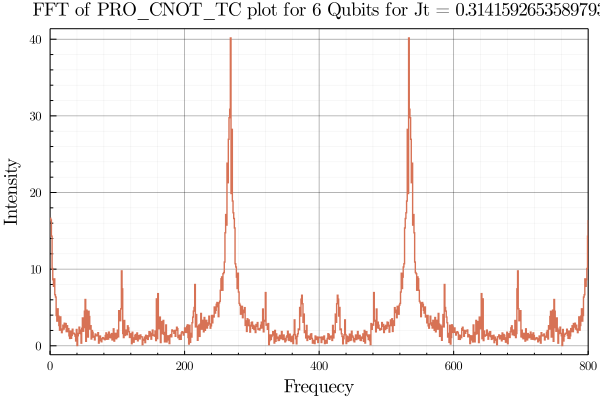 FFT of PRO_CNOT_TC plot for 6 Qubits for Jt = 0.3141592653589793
Intensity
40
30
20
10
0
0 200 400 600 800
Frequecy